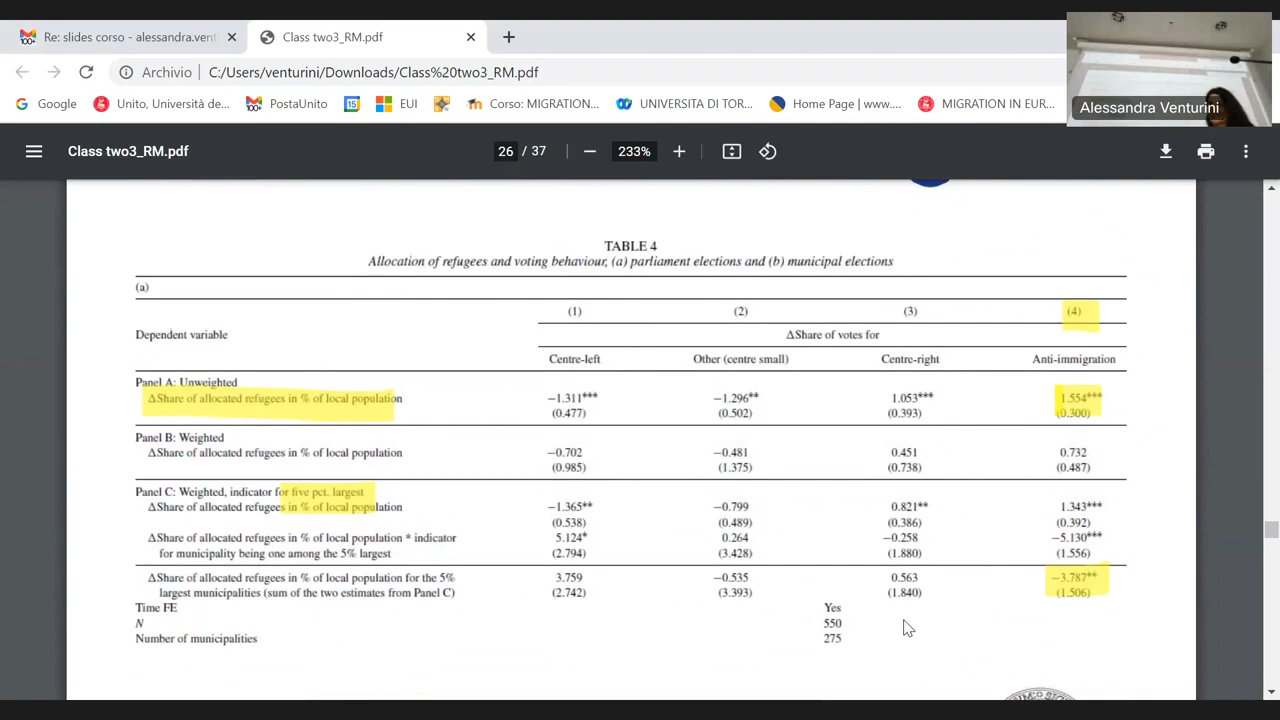 Re: slides corso - alessandra.ven
Class two3_RM.pdf
Archivio
C:/Users/venturini/Downloads/Class%20two3_RM.pdf
Google
Unito, Università de...
PostaUnito
EUI
Corso: MIGRATION...
UNIVERSITA DI TOR...
Home Page | www....
MIGRATION IN EUR...
Alessandra Venturini
Class two3_RM.pdf
26 / 37
233%
TABLE 4
Allocation of refugees and voting behaviour, (a) parliament elections and (b) municipal elections
(a)
(1) (2) (3) (4)
Dependent variable ΔShare of votes for
Centre-left Other (centre small) Centre-right Anti-immigration
Panel A: Unweighted
ΔShare of allocated refugees in % of local population −1.311*** −1.296** 1.053*** 1.554***
(0.477) (0.502) (0.393) (0.300)
Panel B: Weighted
ΔShare of allocated refugees in % of local population −0.702 −0.481 0.451 0.732
(0.985) (1.375) (0.738) (0.487)
Panel C: Weighted, indicator for five pct. largest
ΔShare of allocated refugees in % of local population −1.365** −0.799 0.821** 1.343***
(0.538) (0.489) (0.386) (0.392)
ΔShare of allocated refugees in % of local population * indicator 5.124* 0.264 −0.258 −5.130***
for municipality being one among the 5% largest (2.794) (3.428) (1.880) (1.556)
ΔShare of allocated refugees in % of local population for the 5% 3.759 −0.535 0.563 −3.787**
largest municipalities (sum of the two estimates from Panel C) (2.742) (3.393) (1.840) (1.506)
Time FE Yes
N 550
Number of municipalities 275